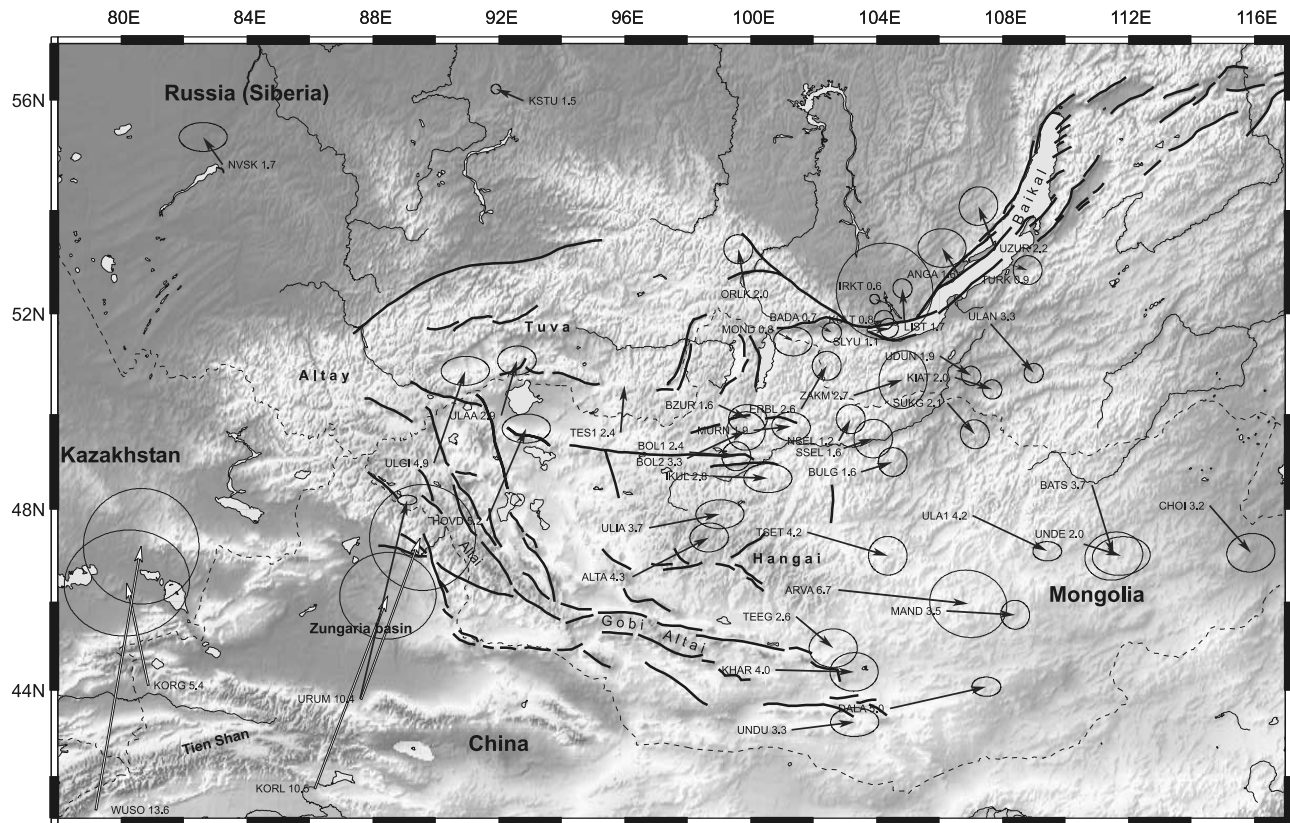 80E 84E 88E 92E 96E 100E 104E 108E 112E 116E
56N
Russia (Siberia)
KSTU 1.5
NVSK 1.7
Baikal
UZUR 2.2
ANGA 1.6
TURK 0.9
ORLK 2.0
IRKT 0.6
52N
BADA 0.7
LIST 1.7
ULAN 3.3
Tuva
MOND 0.8
SLYU 1.1
UDUN 1.9
Altay
KIAT 2.0
ZAKM 2.7
SUKG 2.1
BZUR 1.6
ERBL 2.6
ULAA 2.9
TES1 2.4
MURN 1.9
NSEL 1.2
BOL1 2.4
SSEL 1.6
Kazakhstan
BOL2 3.3
ULGI 4.9
BULG 1.6
BATS 3.7
48N
CHOI 3.2
HOVD 5.2
ULIA 3.7
TSET 4.2
ULA1 4.2
UNDE 2.0
Altai
Hangai
ALTA 4.3
ARVA 6.7
Mongolia
MAND 3.5
Zungaria basin
Gobi Altai
TEEG 2.6
44N
KORG 5.4
URUM 10.4
KHAR 4.0
UNDU 3.3
Tien Shan
China
KORL 10.5
WUSO 13.6